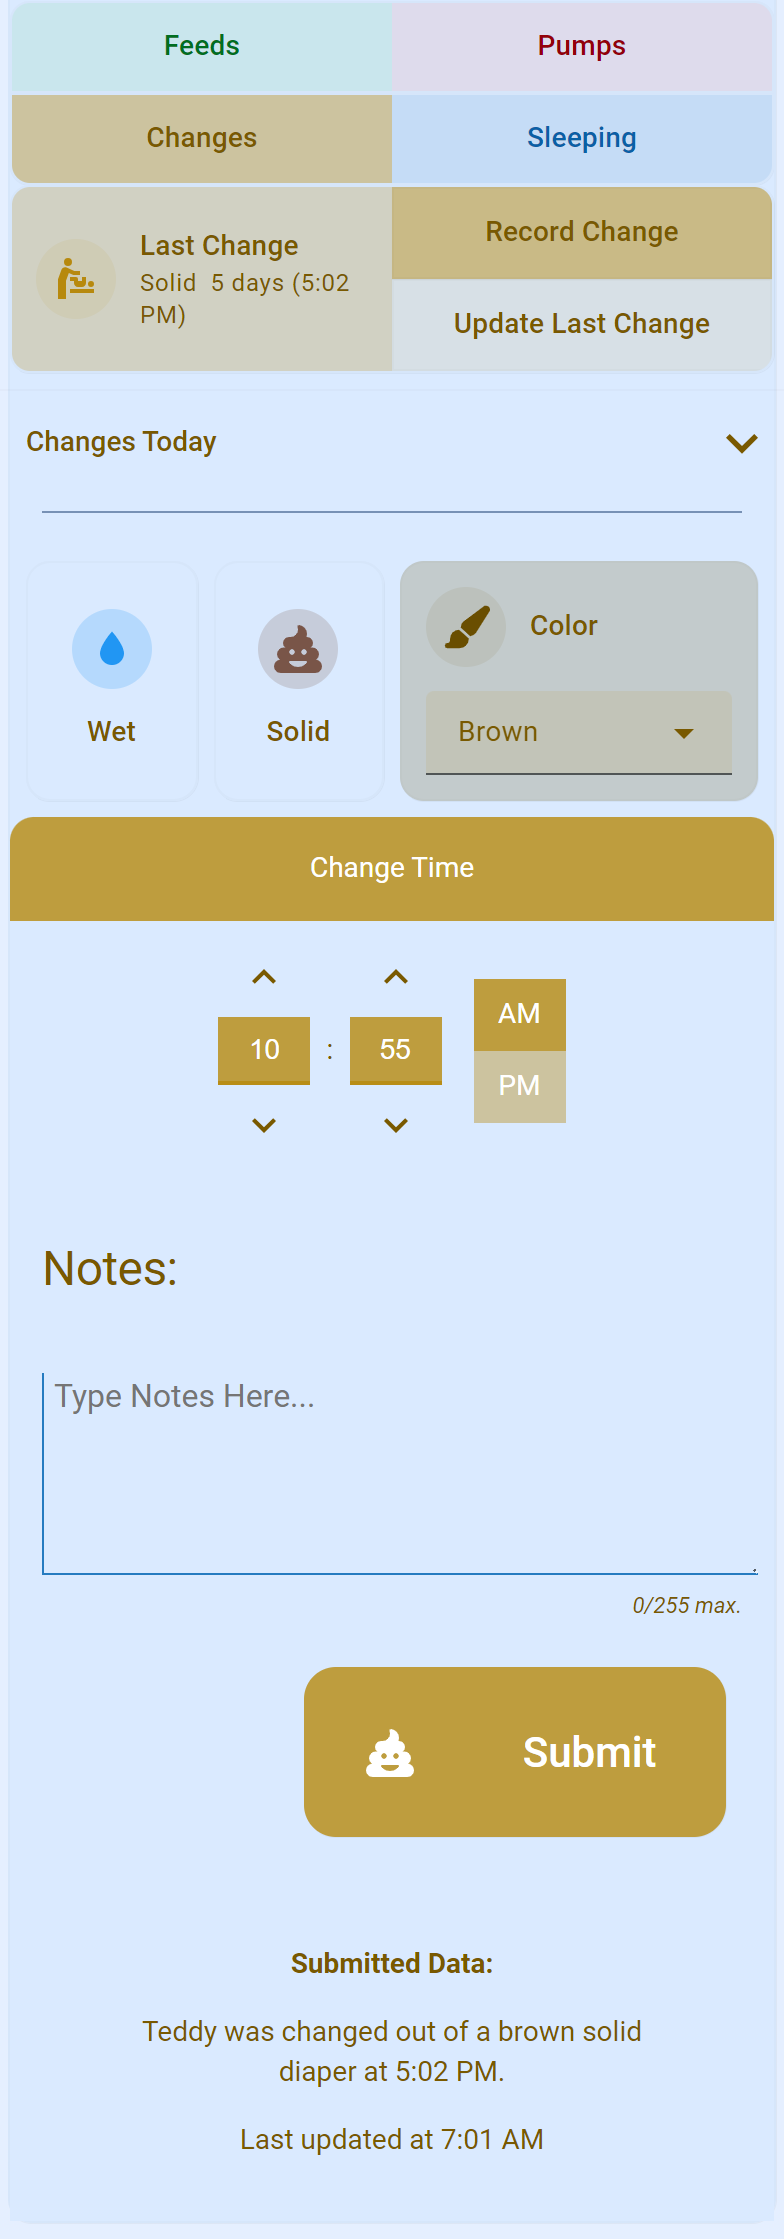 Feeds
Pumps
Changes
Sleeping
Last Change
Solid 5 days (5:02
PM)
Record Change
Update Last Change
Changes Today
Wet
Solid
Color
Brown
Change Time
10 : 55
AM
PM
Notes:
Type Notes Here...
0/255 max.
Submit
Submitted Data:
Teddy was changed out of a brown solid
diaper at 5:02 PM.
Last updated at 7:01 AM